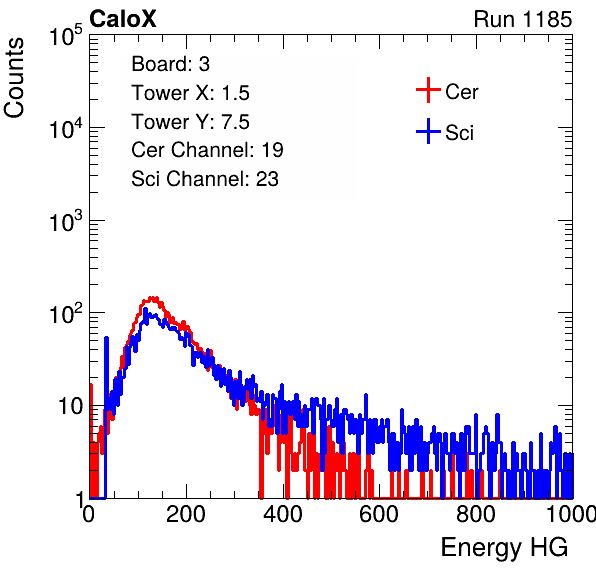 CaloX Run 1185
Counts
Board: 3
Tower X: 1.5
Tower Y: 7.5
Cer Channel: 19
Sci Channel: 23
Cer
Sci
10^5
10^4
10^3
10^2
10
1
0 200 400 600 800 1000
Energy HG